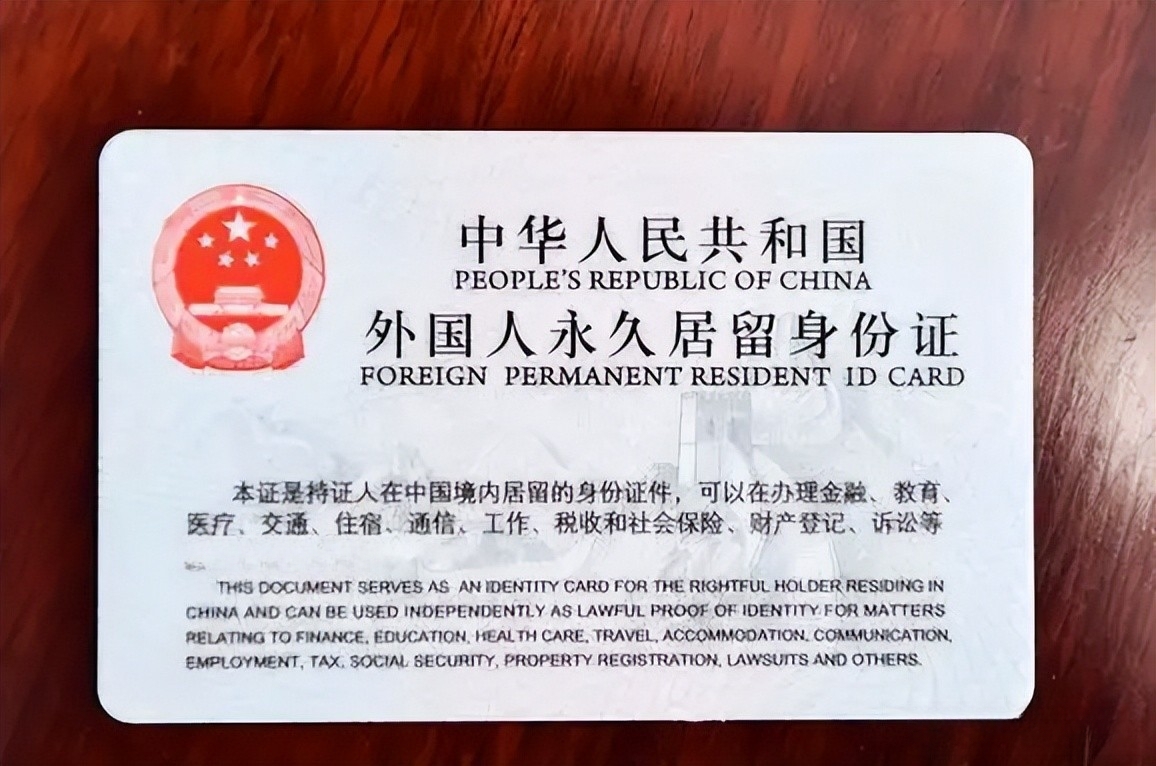 中华人民共和国
PEOPLE'S REPUBLIC OF CHINA
外国人永久居留身份证
FOREIGN PERMANENT RESIDENT ID CARD
本证是持证人在中国境内居留的身份证件，可以在办理金融、教育、
医疗、交通、住宿、通信、工作、税收和社会保险、财产登记、诉讼等
THIS DOCUMENT SERVES AS AN IDENTITY CARD FOR THE RIGHTFUL HOLDER RESIDING IN
CHINA AND CAN BE USED INDEPENDENTLY AS LAWFUL PROOF OF IDENTITY FOR MATTERS
RELATING TO FINANCE, EDUCATION, HEALTH CARE, TRAVEL, ACCOMMODATION, COMMUNICATION,
EMPLOYMENT, TAX, SOCIAL SECURITY, PROPERTY REGISTRATION, LAWSUITS AND OTHERS.